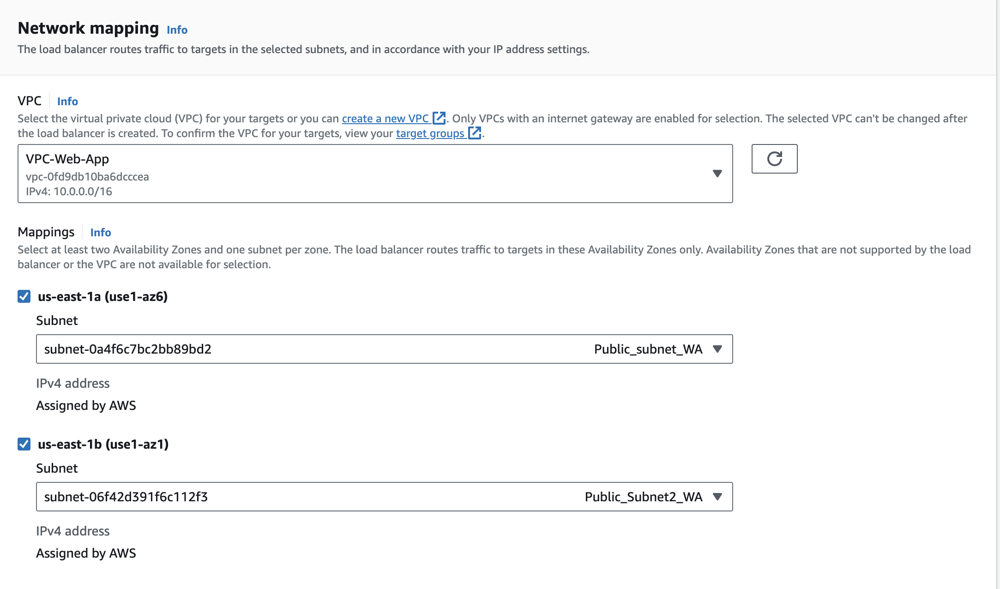 Network mapping Info
The load balancer routes traffic to targets in the selected subnets, and in accordance with your IP address settings.
VPC Info
Select the virtual private cloud (VPC) for your targets or you can create a new VPC. Only VPCs with an internet gateway are enabled for selection. The selected VPC can't be changed after
the load balancer is created. To confirm the VPC for your targets, view your target groups.
VPC-Web-App
vpc-0fd9db10ba6dcccea
IPv4: 10.0.0.0/16
Mappings Info
Select at least two Availability Zones and one subnet per zone. The load balancer routes traffic to targets in these Availability Zones only. Availability Zones that are not supported by the load
balancer or the VPC are not available for selection.
us-east-1a (use1-az6)
Subnet
subnet-0a4f6c7bc2bb89bd2 Public_subnet_WA
IPv4 address
Assigned by AWS
us-east-1b (use1-az1)
Subnet
subnet-06f42d391f6c112f3 Public_Subnet2_WA
IPv4 address
Assigned by AWS